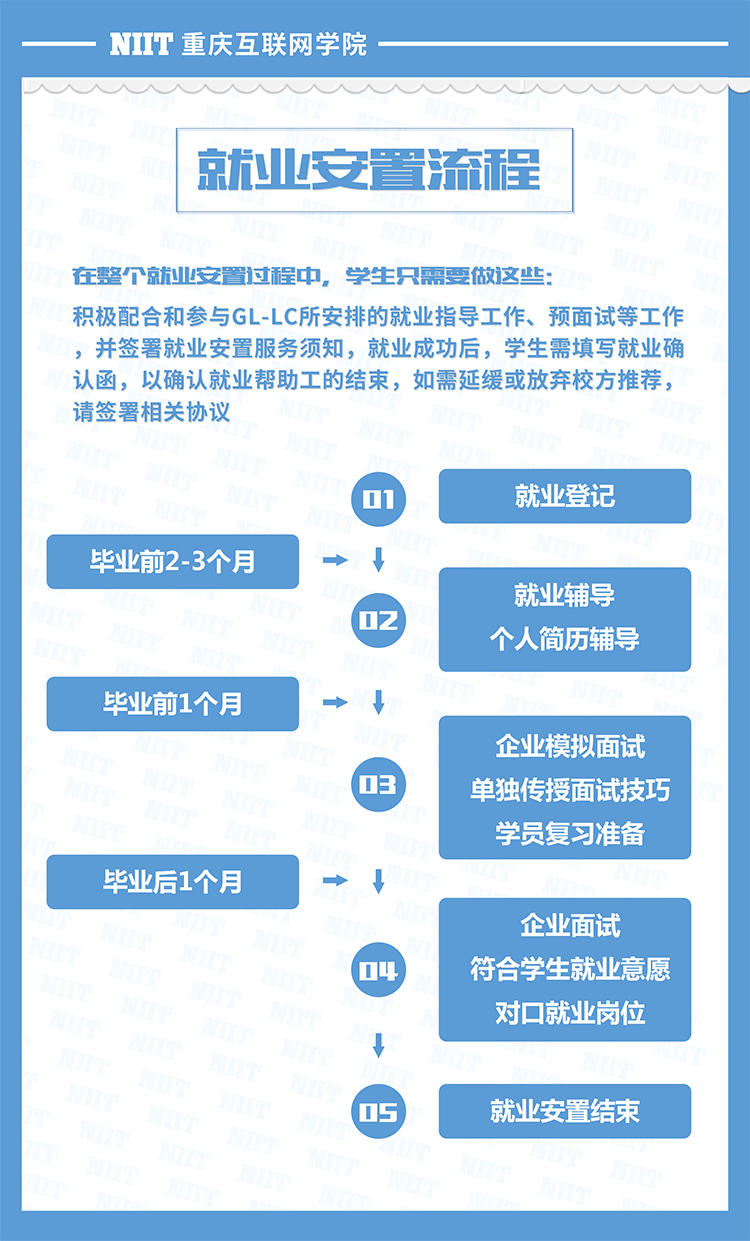 NIIT 重庆互联网学院
就业安置流程
在整个就业安置过程中，学生只需要做这些：
积极配合和参与GL-LC所安排的就业指导工作、预面试等工作
，并签署就业安置服务须知，就业成功后，学生需填写就业确
认函，以确认就业帮助工的结束，如需延缓或放弃校方推荐，
请签署相关协议
01
就业登记
毕业前2-3个月
02
就业辅导
个人简历辅导
毕业前1个月
03
企业模拟面试
单独传授面试技巧
学员复习准备
毕业后1个月
04
企业面试
符合学生就业意愿
对口就业岗位
05
就业安置结束